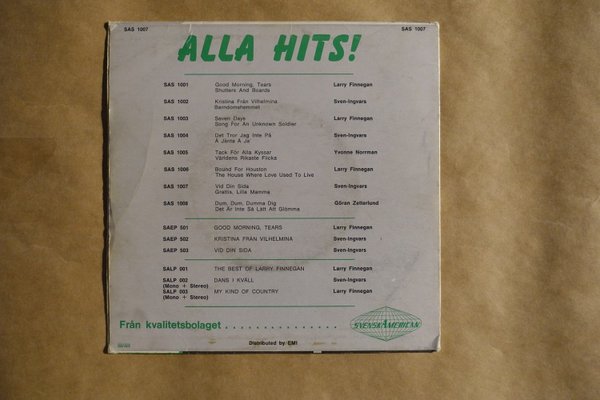 SAS 1007 SAS 1007
ALLA HITS!
SAS 1001 Good Morning, Tears Larry Finnegan
Shutters And Boards
SAS 1002 Kristina Från Vilhelmina Sven-Ingvars
Barndomshemmet
SAS 1003 Seven Days Larry Finnegan
Song For An Unknown Soldier
SAS 1004 Det Tror Jag Inte På Sven-Ingvars
Å Jänta Å Ja'
SAS 1005 Tack För Alla Kyssar Yvonne Norrman
Världens Rikaste Flicka
SAS 1006 Bound For Houston Larry Finnegan
The House Where Love Used To Live
SAS 1007 Vid Din Sida Sven-Ingvars
Grattis, Lilla Mamma
SAS 1008 Dum, Dum, Dumma Dig Göran Zetterlund
Det Är Inte Så Lätt Att Glömma
SAEP 501 GOOD MORNING, TEARS Larry Finnegan
SAEP 502 KRISTINA FRÅN VILHELMINA Sven-Ingvars
SAEP 503 VID DIN SIDA Sven-Ingvars
SALP 001 THE BEST OF LARRY FINNEGAN Larry Finnegan
SALP 002 DANS I KVÄLL Sven-Ingvars
(Mono + Stereo)
SALP 003 MY KIND OF COUNTRY Larry Finnegan
(Mono + Stereo)
Från kvalitetsbolaget................ SVENSKAMERICAN
Distributed by EMI